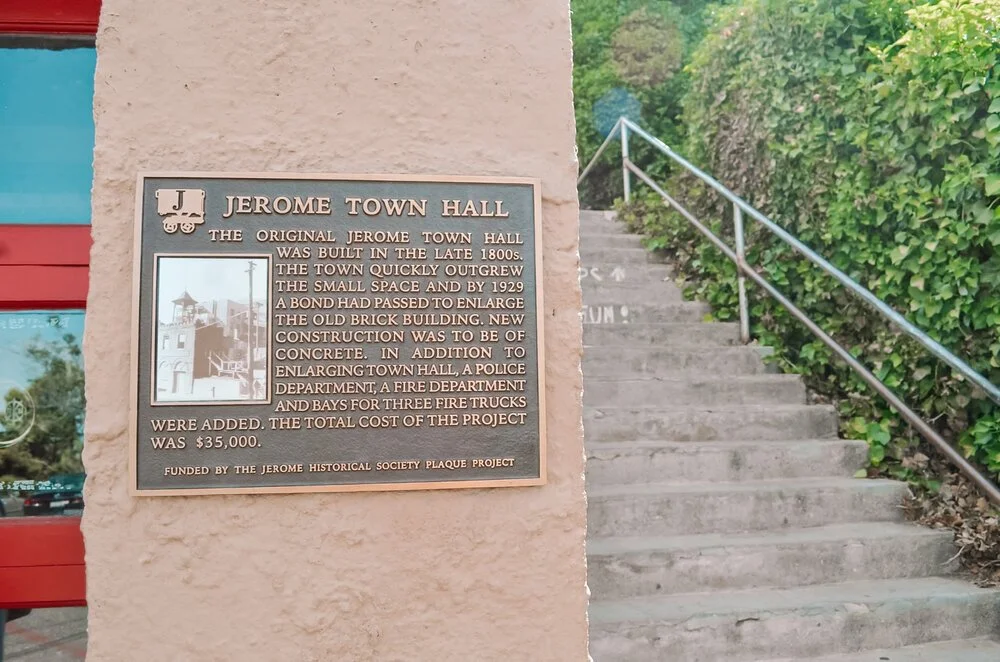 J
JEROME TOWN HALL
THE ORIGINAL JEROME TOWN HALL
WAS BUILT IN THE LATE 1800s.
THE TOWN QUICKLY OUTGREW
THE SMALL SPACE AND BY 1929
A BOND HAD PASSED TO ENLARGE
THE OLD BRICK BUILDING. NEW
CONSTRUCTION WAS TO BE OF
CONCRETE. IN ADDITION TO
ENLARGING TOWN HALL, A POLICE
DEPARTMENT, A FIRE DEPARTMENT
AND BAYS FOR THREE FIRE TRUCKS
WERE ADDED. THE TOTAL COST OF THE PROJECT
WAS $35,000.
FUNDED BY THE JEROME HISTORICAL SOCIETY PLAQUE PROJECT